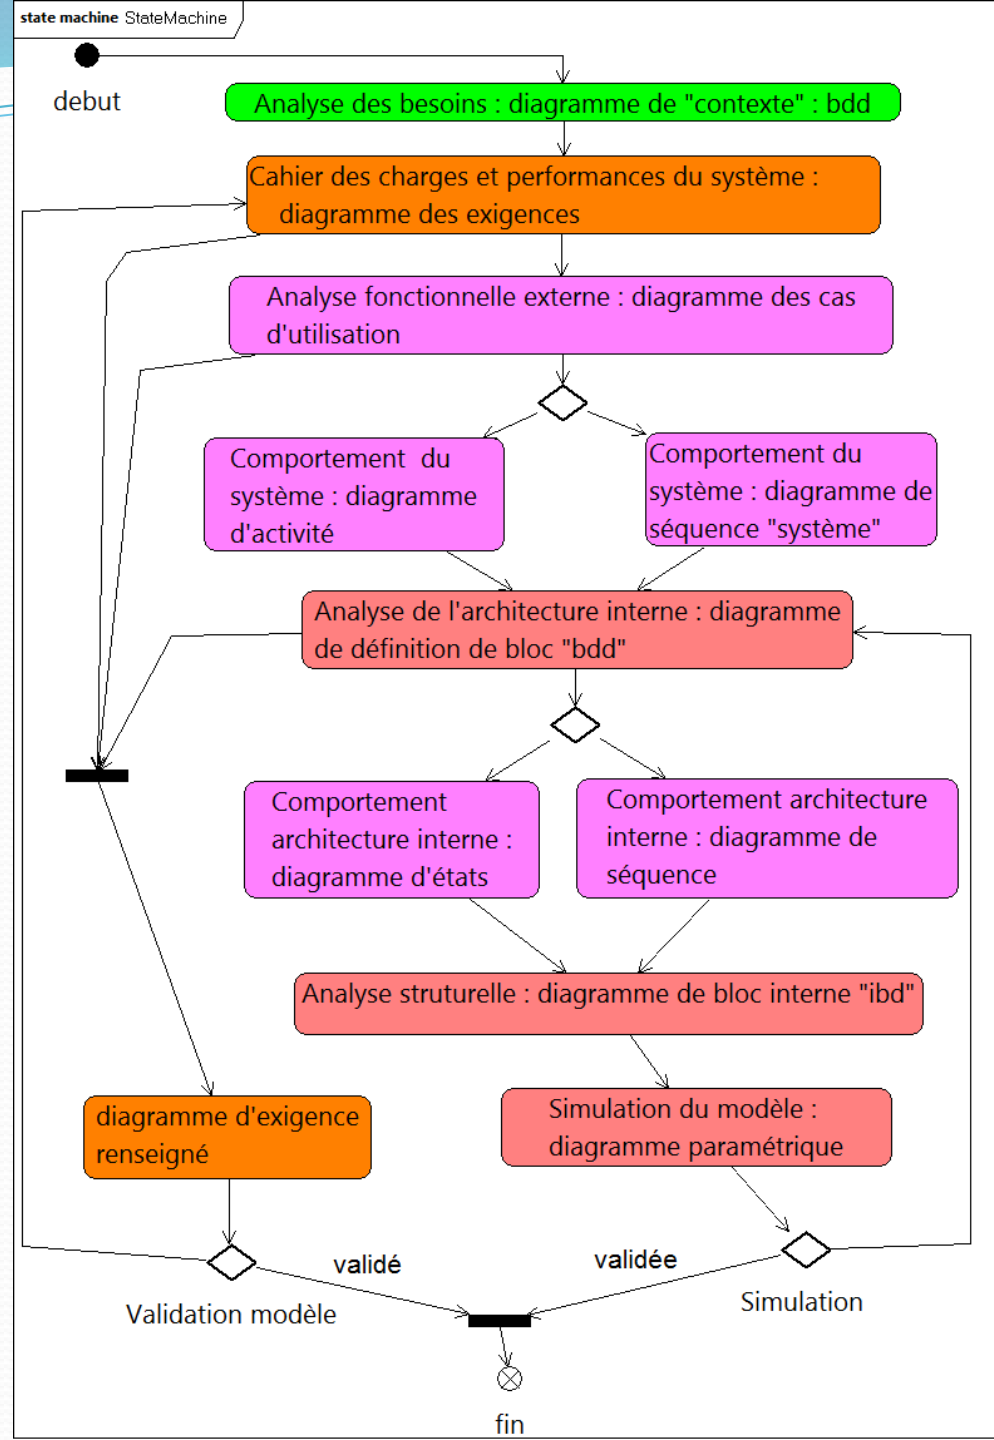 state machine StateMachine
debut
Analyse des besoins : diagramme de "contexte" : bdd
Cahier des charges et performances du système :
diagramme des exigences
Analyse fonctionnelle externe : diagramme des cas
d'utilisation
Comportement du
système : diagramme
d'activité
Comportement du
système : diagramme de
séquence "système"
Analyse de l'architecture interne : diagramme
de définition de bloc "bdd"
Comportement
architecture interne :
diagramme d'états
Comportement architecture
interne : diagramme de
séquence
Analyse struturelle : diagramme de bloc interne "ibd"
diagramme d'exigence
renseigné
Simulation du modèle :
diagramme paramétrique
validé
validée
Validation modèle
Simulation
fin